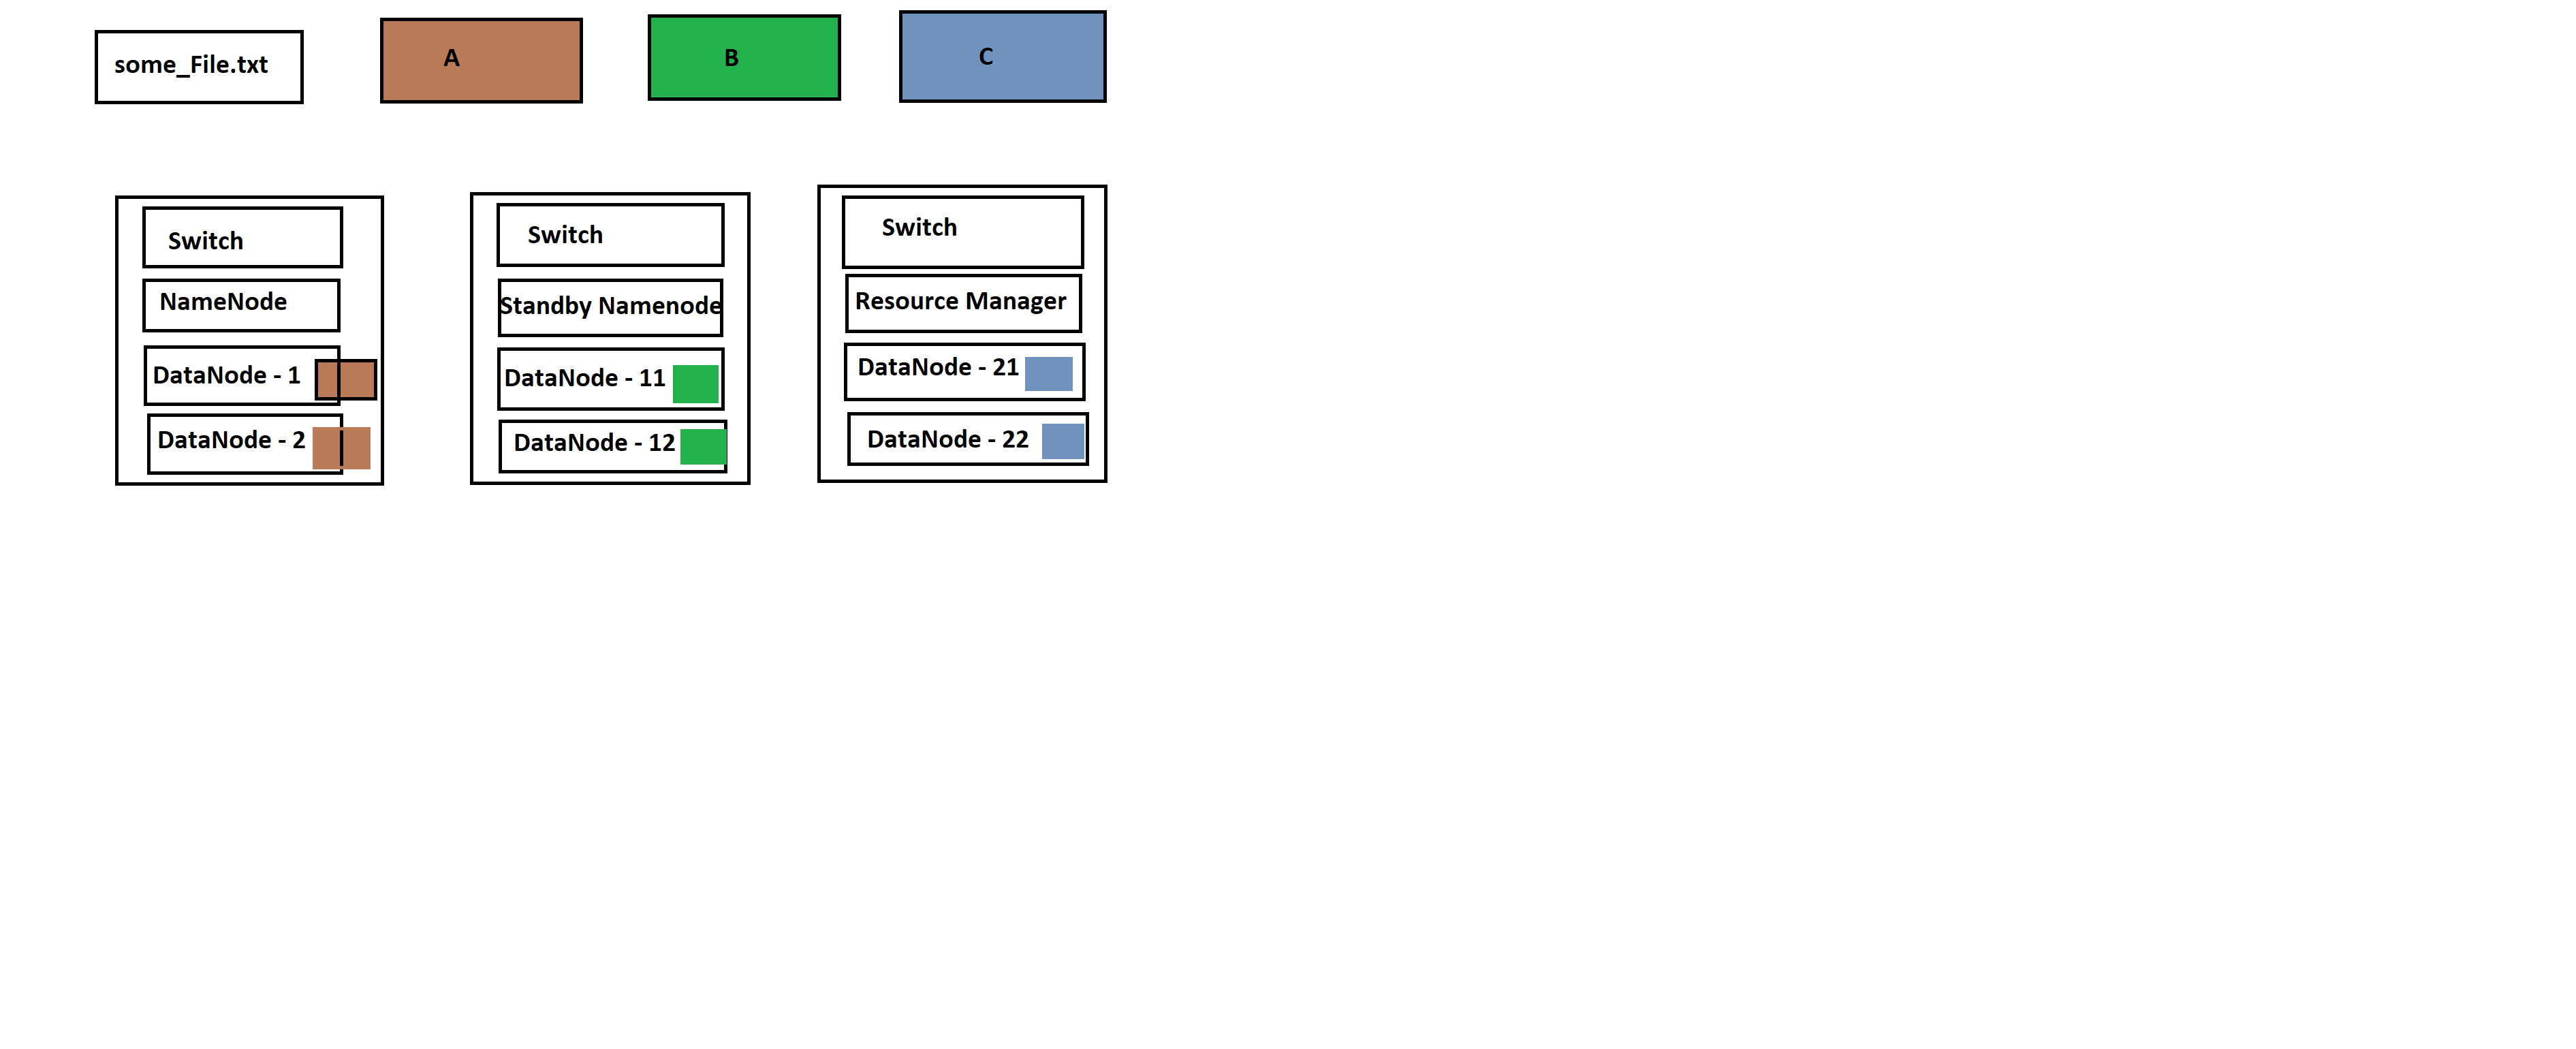 some_File.txt
A
B
C
Switch
NameNode
DataNode - 1
DataNode - 2
Switch
Standby Namenode
DataNode - 11
DataNode - 12
Switch
Resource Manager
DataNode - 21
DataNode - 22